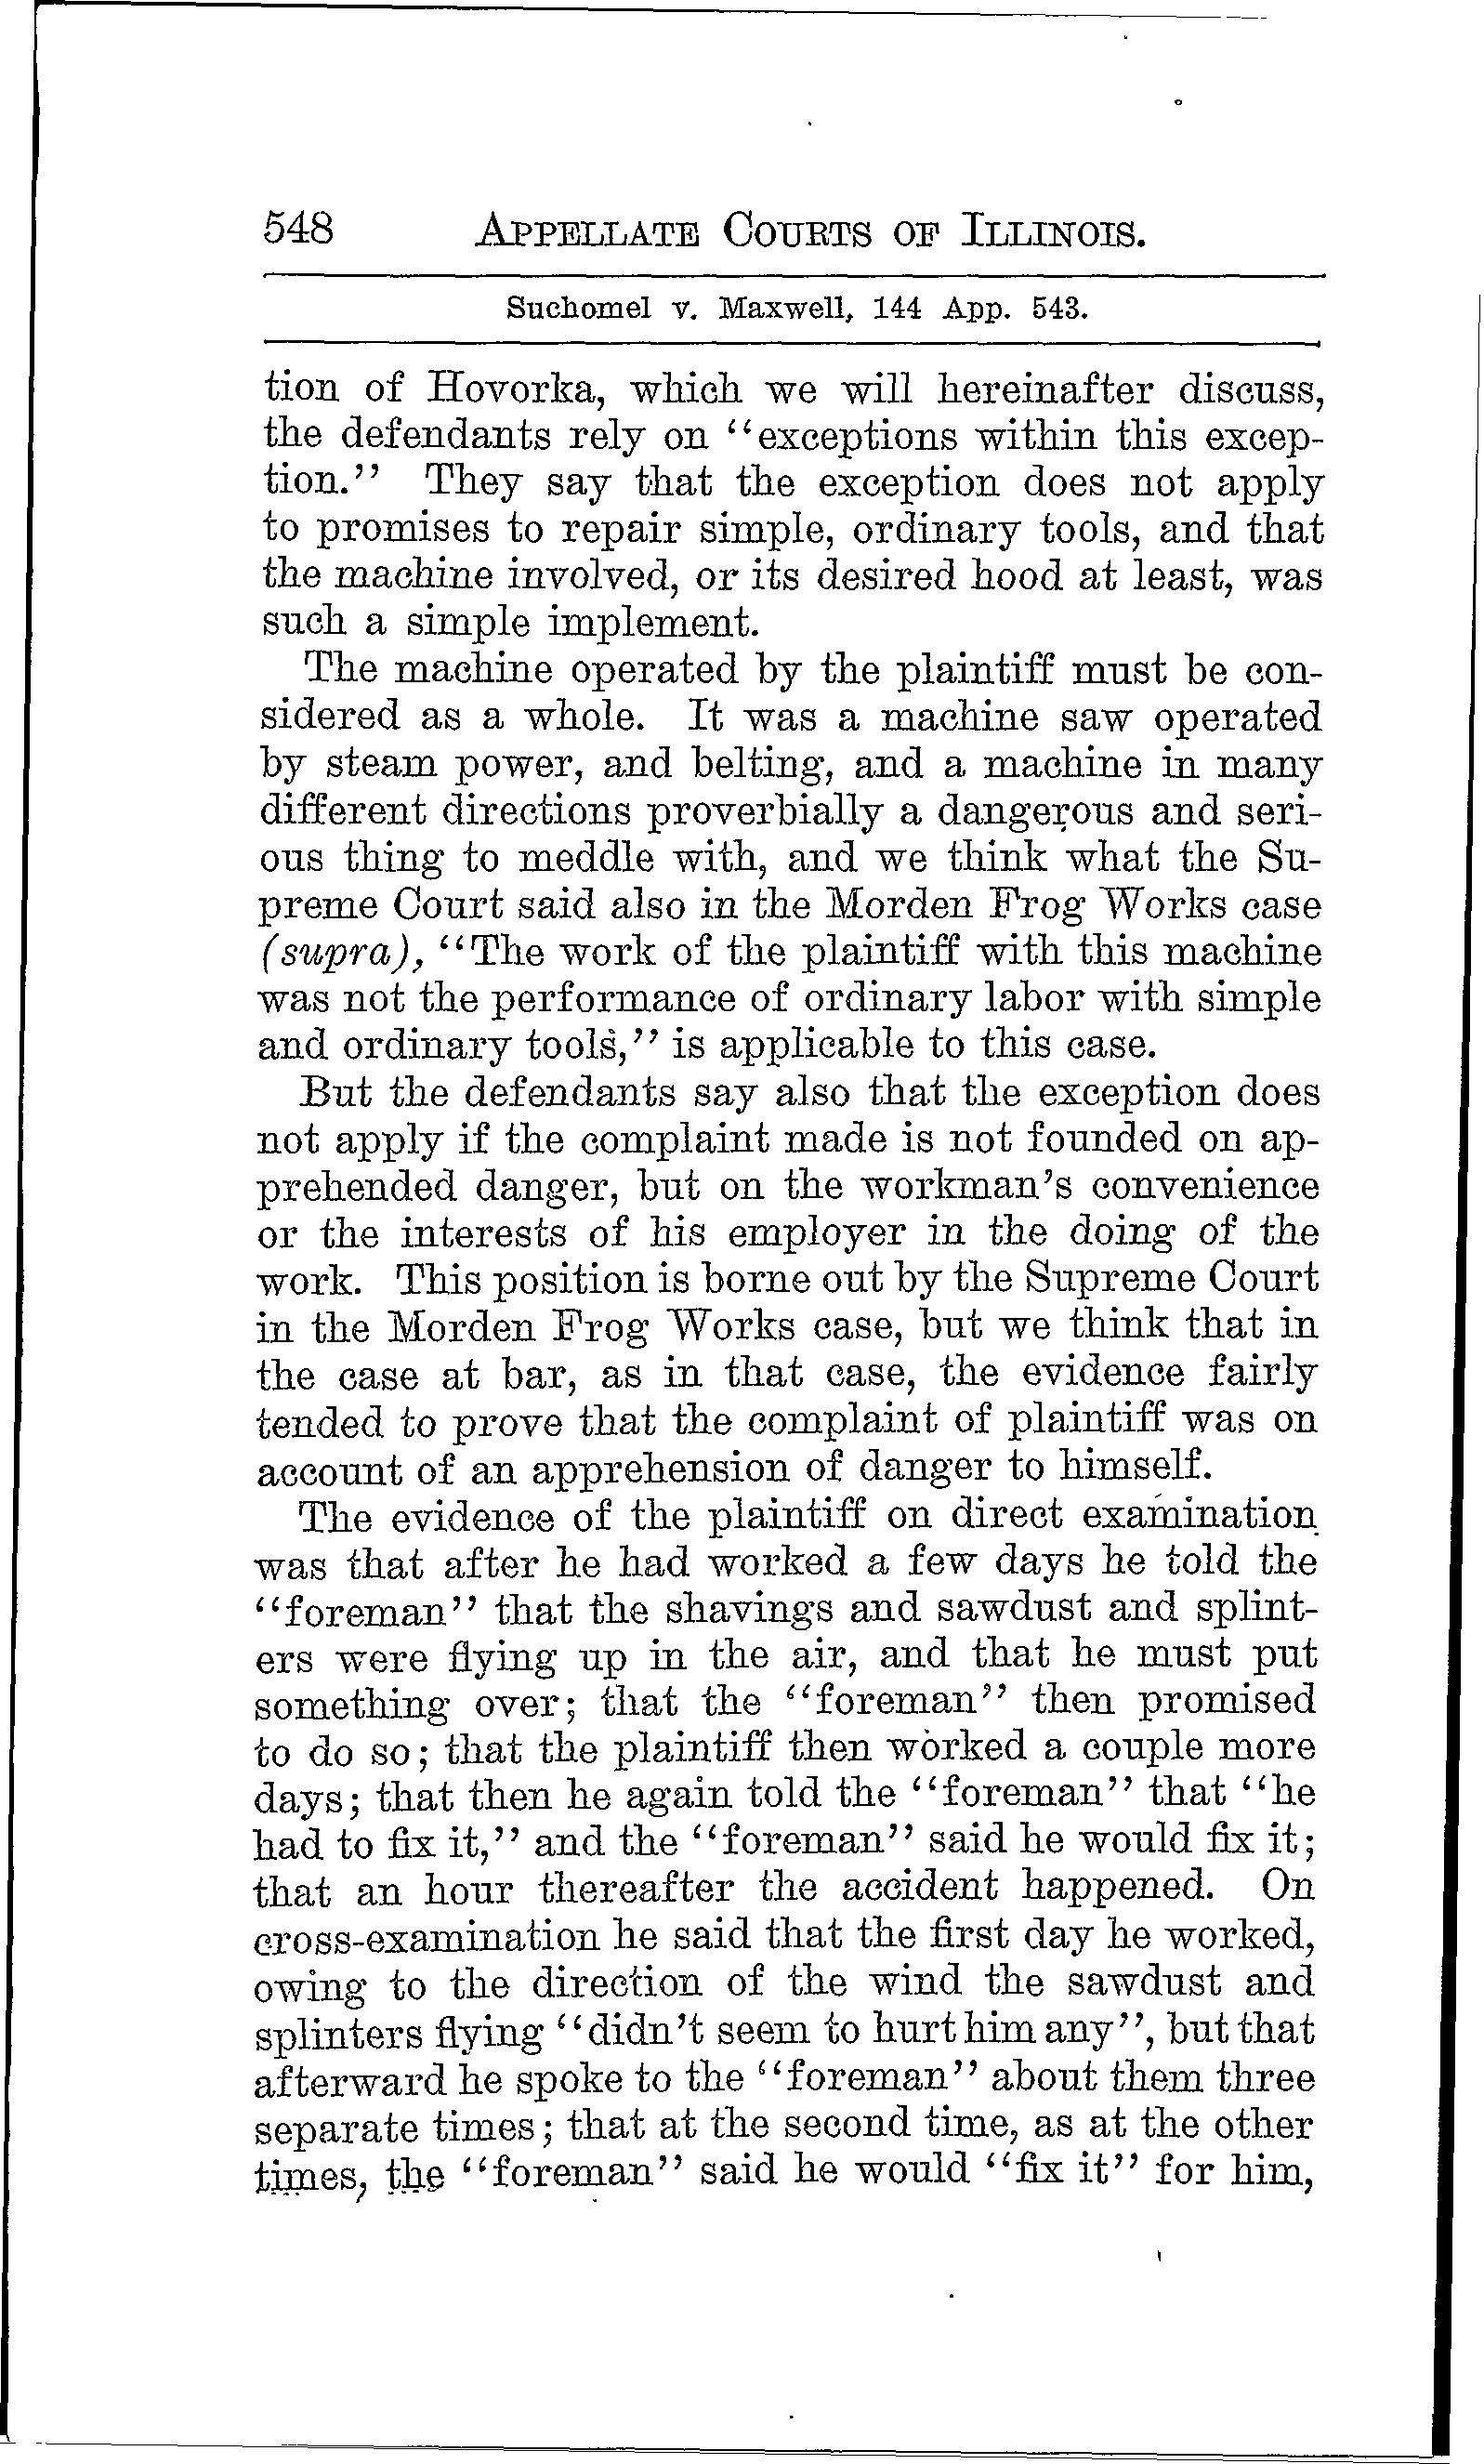 548 APPELLATE COURTS OF ILLINOIS.
Suchomel v. Maxwell, 144 App. 543.
tion of Hovorka, which we will hereinafter discuss,
the defendants rely on "exceptions within this excep-
tion." They say that the exception does not apply
to promises to repair simple, ordinary tools, and that
the machine involved, or its desired hood at least, was
such a simple implement.
The machine operated by the plaintiff must be con-
sidered as a whole. It was a machine saw operated
by steam power, and belting, and a machine in many
different directions proverbially a dangerous and seri-
ous thing to meddle with, and we think what the Su-
preme Court said also in the Morden Frog Works case
(supra), "The work of the plaintiff with this machine
was not the performance of ordinary labor with simple
and ordinary tools," is applicable to this case.
But the defendants say also that the exception does
not apply if the complaint made is not founded on ap-
prehended danger, but on the workman's convenience
or the interests of his employer in the doing of the
work. This position is borne out by the Supreme Court
in the Morden Frog Works case, but we think that in
the case at bar, as in that case, the evidence fairly
tended to prove that the complaint of plaintiff was on
account of an apprehension of danger to himself.
The evidence of the plaintiff on direct examination
was that after he had worked a few days he told the
"foreman" that the shavings and sawdust and splint-
ers were flying up in the air, and that he must put
something over; that the "foreman" then promised
to do so; that the plaintiff then worked a couple more
days; that then he again told the "foreman" that "he
had to fix it," and the "foreman" said he would fix it;
that an hour thereafter the accident happened. On
cross-examination he said that the first day he worked,
owing to the direction of the wind the sawdust and
splinters flying "didn't seem to hurt him any", but that
afterward he spoke to the "foreman" about them three
separate times; that at the second time, as at the other
times, the "foreman" said he would "fix it" for him,